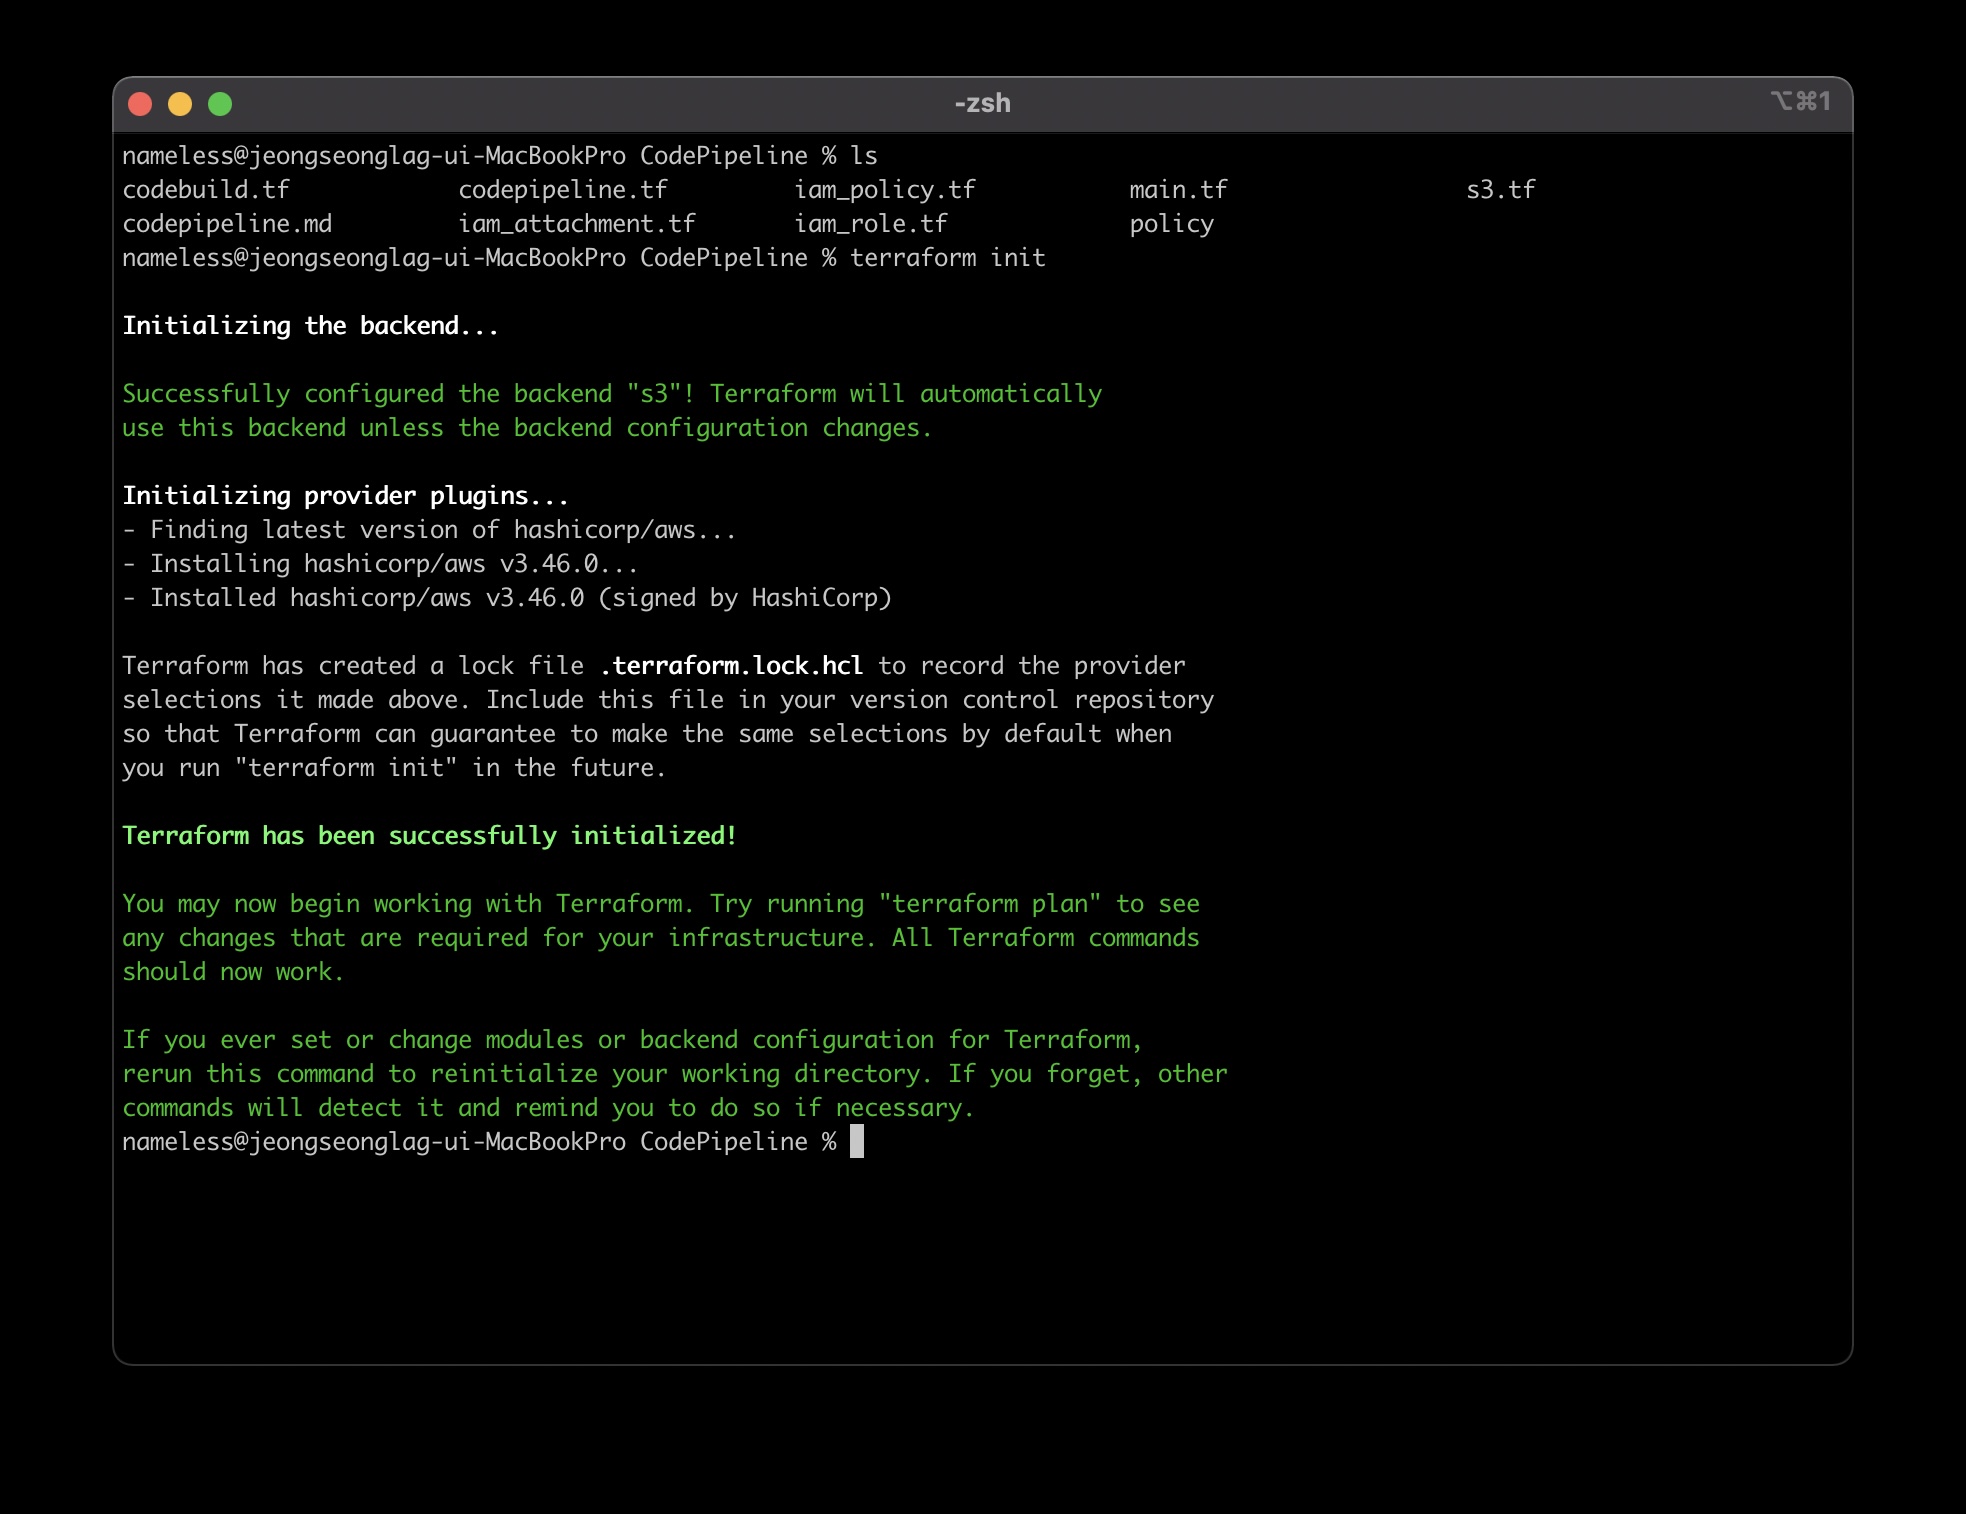 -zsh
⌥⌘1
nameless@jeongseonglag-ui-MacBookPro CodePipeline % ls
codebuild.tf codepipeline.tf iam_policy.tf main.tf s3.tf
codepipeline.md iam_attachment.tf iam_role.tf policy
nameless@jeongseonglag-ui-MacBookPro CodePipeline % terraform init
Initializing the backend...
Successfully configured the backend "s3"! Terraform will automatically
use this backend unless the backend configuration changes.
Initializing provider plugins...
- Finding latest version of hashicorp/aws...
- Installing hashicorp/aws v3.46.0...
- Installed hashicorp/aws v3.46.0 (signed by HashiCorp)
Terraform has created a lock file .terraform.lock.hcl to record the provider
selections it made above. Include this file in your version control repository
so that Terraform can guarantee to make the same selections by default when
you run "terraform init" in the future.
Terraform has been successfully initialized!
You may now begin working with Terraform. Try running "terraform plan" to see
any changes that are required for your infrastructure. All Terraform commands
should now work.
If you ever set or change modules or backend configuration for Terraform,
rerun this command to reinitialize your working directory. If you forget, other
commands will detect it and remind you to do so if necessary.
nameless@jeongseonglag-ui-MacBookPro CodePipeline %